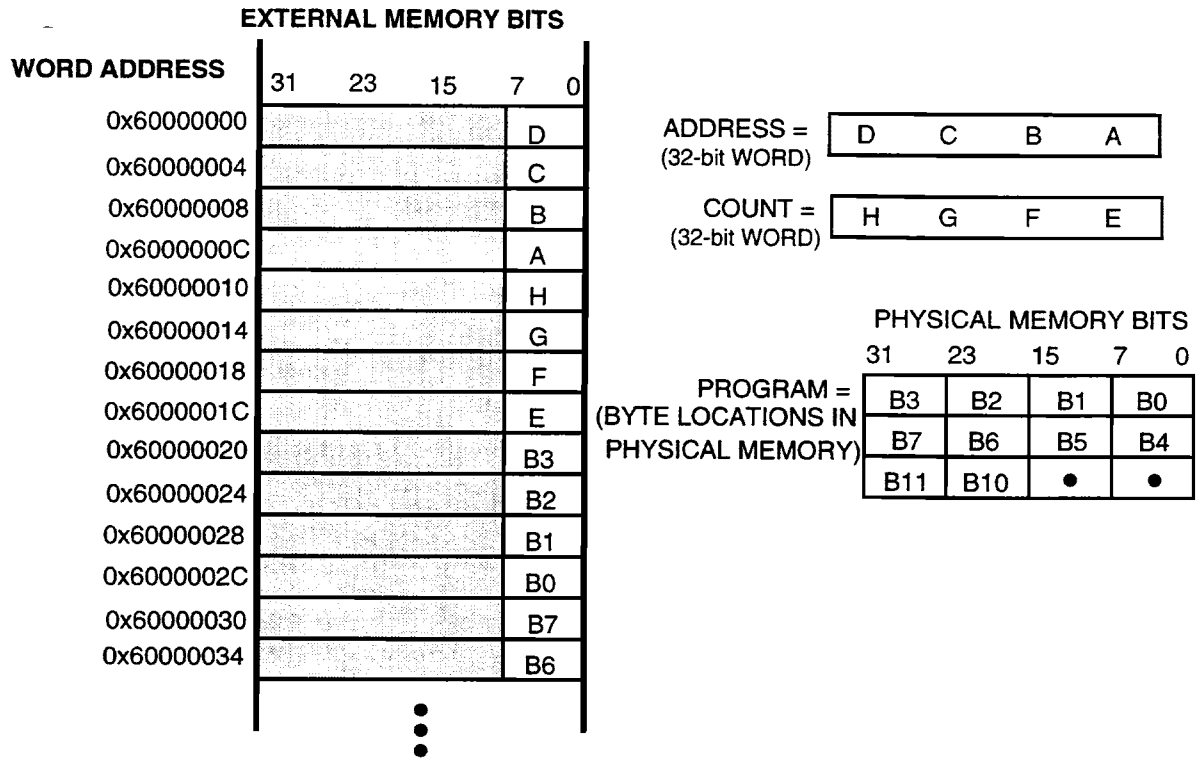 EXTERNAL MEMORY BITS
WORD ADDRESS
31 23 15 7 0
0x60000000 D
0x60000004 C
0x60000008 B
0x6000000C A
0x60000010 H
0x60000014 G
0x60000018 F
0x6000001C E
0x60000020 B3
0x60000024 B2
0x60000028 B1
0x6000002C B0
0x60000030 B7
0x60000034 B6
ADDRESS = D C B A
(32-bit WORD)
COUNT = H G F E
(32-bit WORD)
PHYSICAL MEMORY BITS
31 23 15 7 0
PROGRAM = B3 B2 B1 B0
(BYTE LOCATIONS IN
PHYSICAL MEMORY) B7 B6 B5 B4
B11 B10 • •